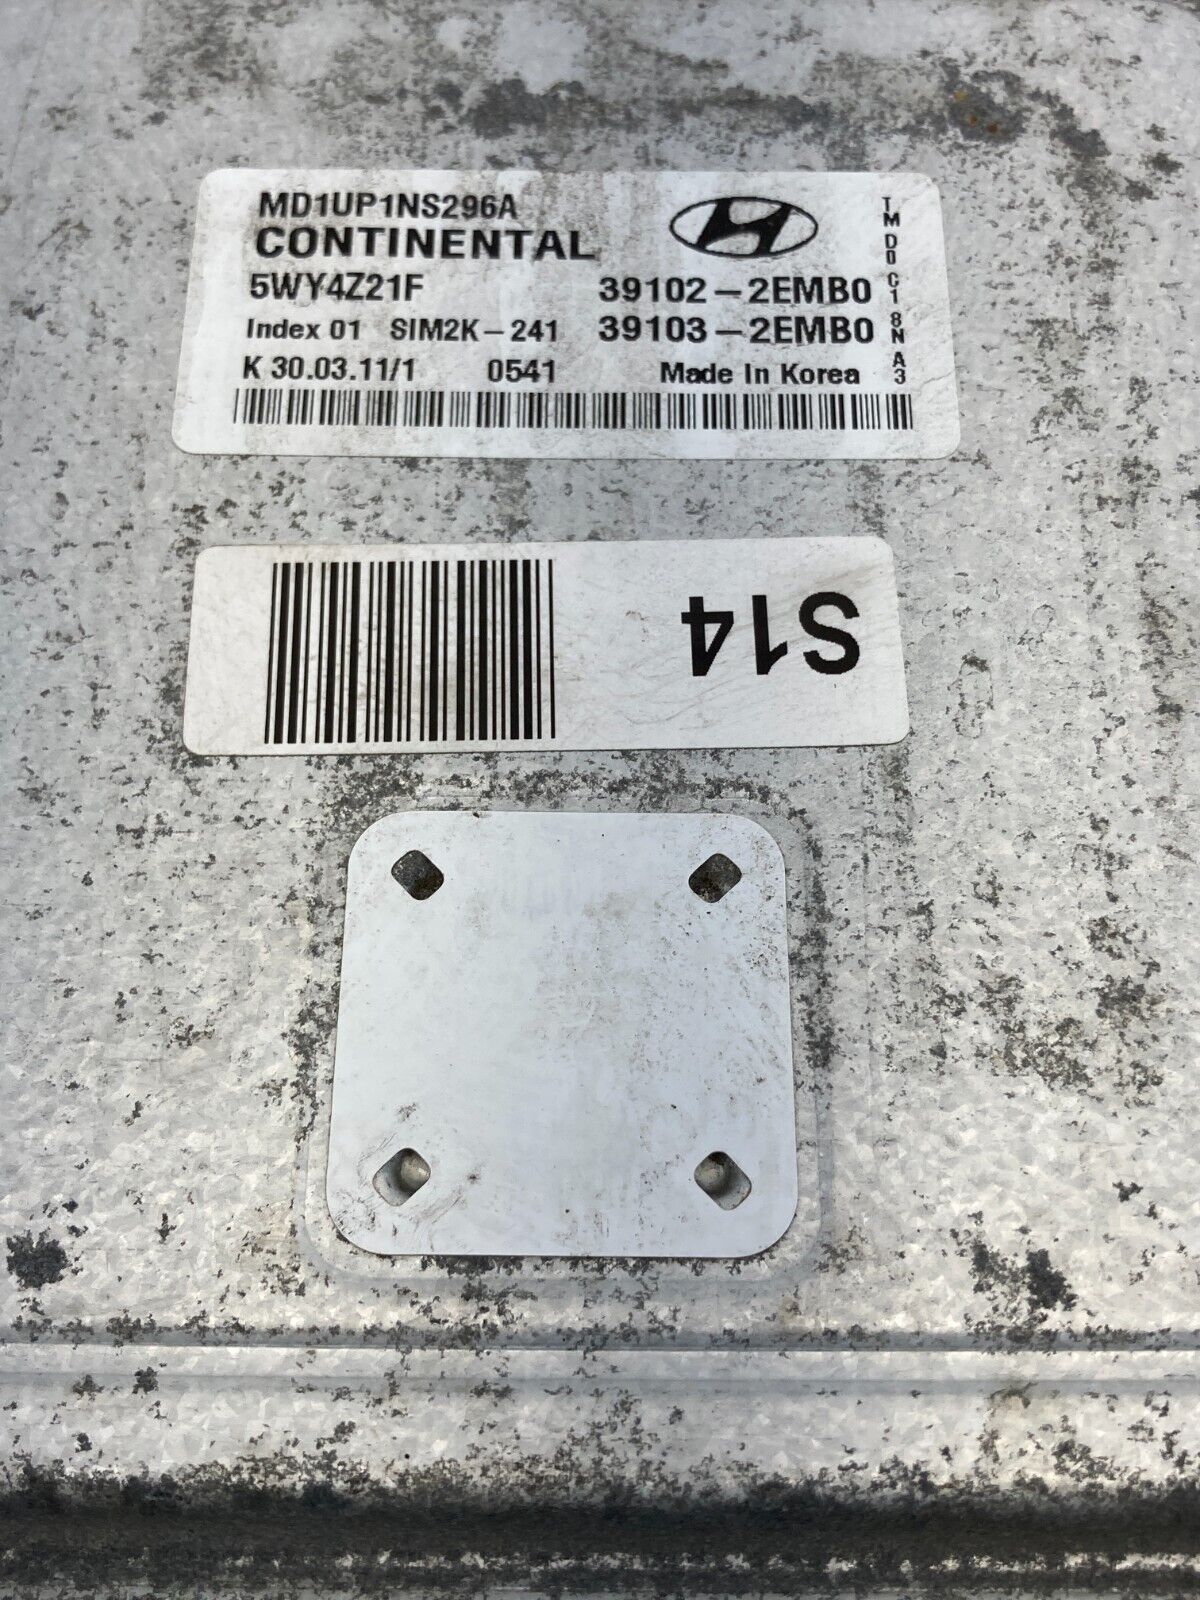 MD1UP1NS296A
CONTINENTAL
5WY4Z21F 39102-2EMB0
Index 01 SIM2K-241 39103-2EMB0
K 30.03.11/1 0541 Made In Korea
TMD0C18NA3
S14